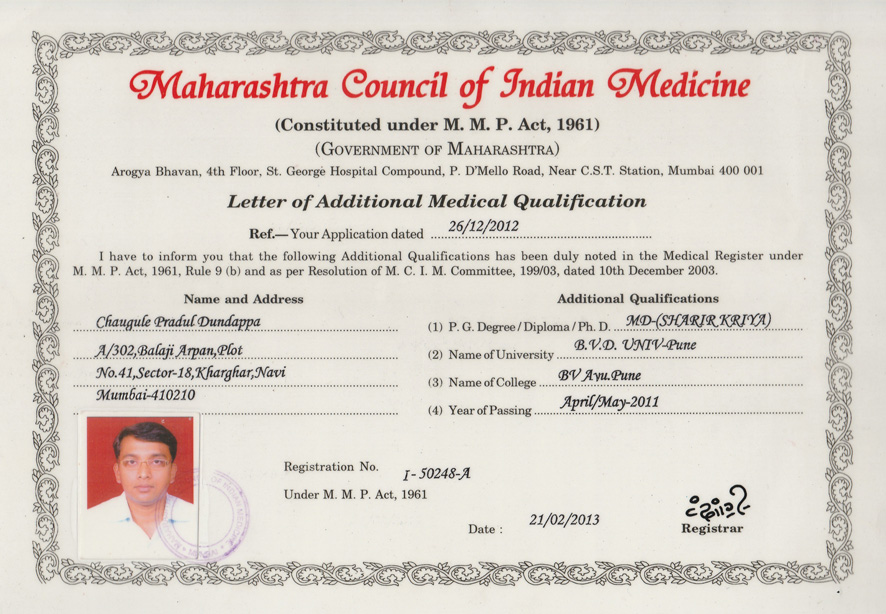 Maharashtra Council of Indian Medicine
(Constituted under M. M. P. Act, 1961)
(GOVERNMENT OF MAHARASHTRA)
Arogya Bhavan, 4th Floor, St. George Hospital Compound, P. D'Mello Road, Near C.S.T. Station, Mumbai 400 001
Letter of Additional Medical Qualification
Ref.—Your Application dated 26/12/2012
I have to inform you that the following Additional Qualifications has been duly noted in the Medical Register under
M. M. P. Act, 1961, Rule 9 (b) and as per Resolution of M. C. I. M. Committee, 199/03, dated 10th December 2003.
Name and Address
Chaugule Pradul Dundappa
A/302,Balaji Arpan,Plot
No.41,Sector-18,Kharghar,Navi
Mumbai-410210
Additional Qualifications
(1) P. G. Degree / Diploma / Ph. D. MD-(SHARIR KRIYA)
(2) Name of University B.V.D. UNIV-Pune
(3) Name of College BV Ayu.Pune
(4) Year of Passing April/May-2011
Registration No. I-50248-A
Under M. M. P. Act, 1961
Date : 21/02/2013
Registrar